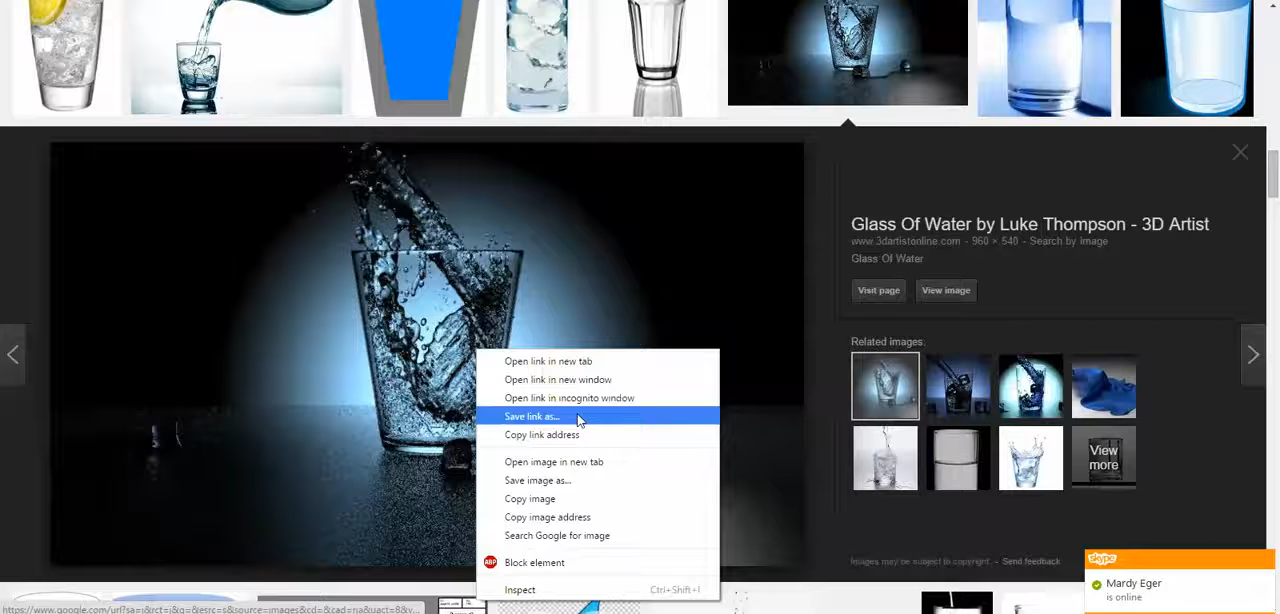 Glass Of Water by Luke Thompson - 3D Artist
www.3dartistonline.com - 960 × 540 - Search by image
Glass Of Water
Visit page
View image
Related images:
View more
Images may be subject to copyright. - Send feedback
Open link in new tab
Open link in new window
Open link in incognito window
Save link as...
Copy link address
Open image in new tab
Save image as...
Copy image
Copy image address
Search Google for image
ABP Block element
Inspect Ctrl+Shift+I
skype
Mardy Eger
is online